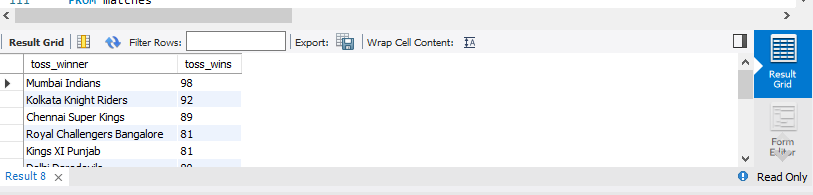 111 FROM matches
Result Grid Filter Rows: Export: Wrap Cell Content:
toss_winner toss_wins
Mumbai Indians 98
Kolkata Knight Riders 92
Chennai Super Kings 89
Royal Challengers Bangalore 81
Kings XI Punjab 81
Delhi Daredevils 80
Result Grid
Form Editor
Result 8 Read Only